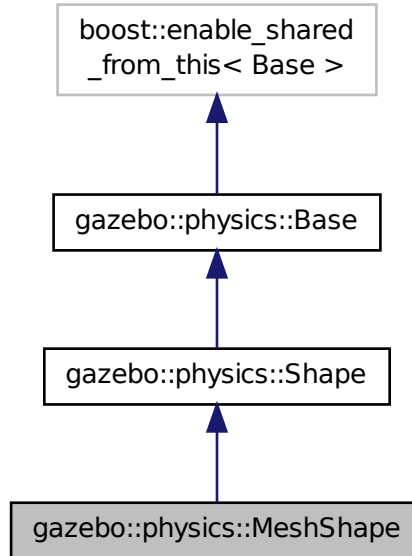 boost::enable_shared
_from_this< Base >
gazebo::physics::Base
gazebo::physics::Shape
gazebo::physics::MeshShape